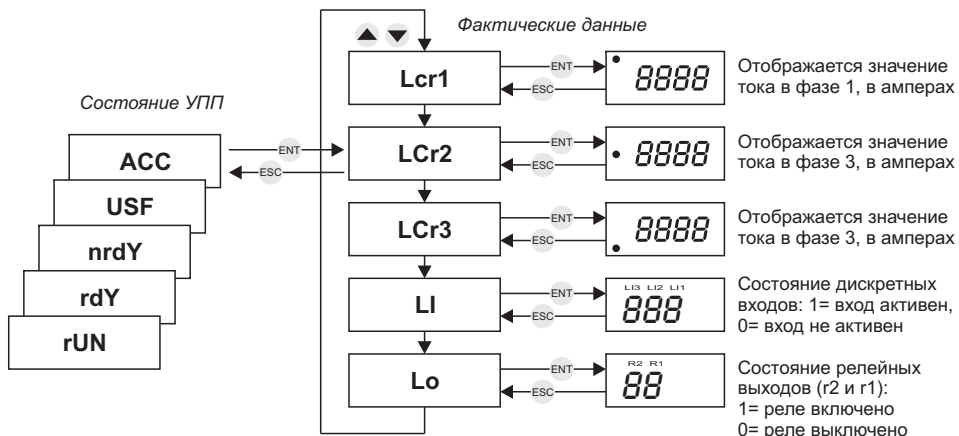 Фактические данные
Состояние УПП
ACC
USF
nrdY
rdY
rUN
Lcr1
ENT
ESC
8888
Отображается значение
тока в фазе 1, в амперах
ENT
ESC
LCr2
ENT
ESC
8888
Отображается значение
тока в фазе 3, в амперах
LCr3
ENT
ESC
8888
Отображается значение
тока в фазе 3, в амперах
LI
ENT
ESC
LI3 LI2 LI1
888
Состояние дискретных
входов: 1= вход активен,
0= вход не активен
Lo
ENT
ESC
R2 R1
88
Состояние релейных
выходов (r2 и r1):
1= реле включено
0= реле выключено